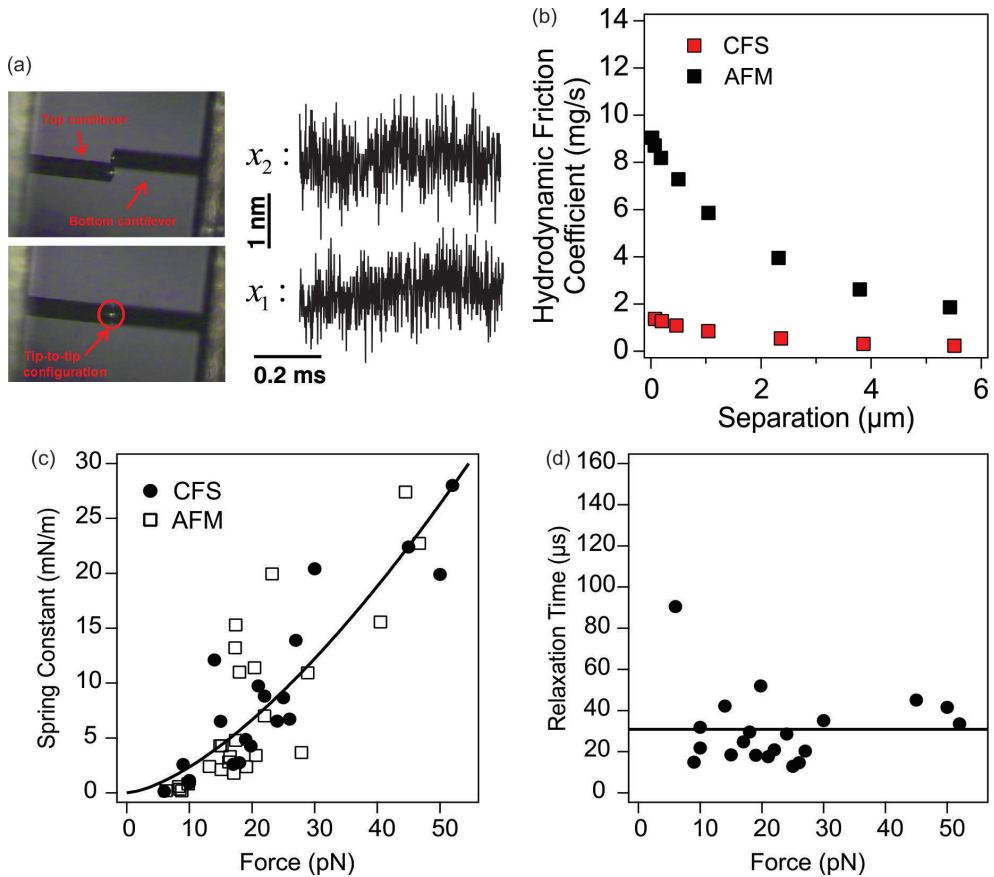 (a)
Top cantilever
Bottom cantilever
Tip-to-tip
configuration
x2 :
1 nm
x1 :
0.2 ms
(b)
Hydrodynamic Friction
Coefficient (mg/s)
14
12
10
8
6
4
2
0
CFS
AFM
0 2 4 6
Separation (µm)
(c)
Spring Constant (mN/m)
30
25
20
15
10
5
0
CFS
AFM
0 10 20 30 40 50
Force (pN)
(d)
Relaxation Time (µs)
160
140
120
100
80
60
40
20
0
0 10 20 30 40 50
Force (pN)